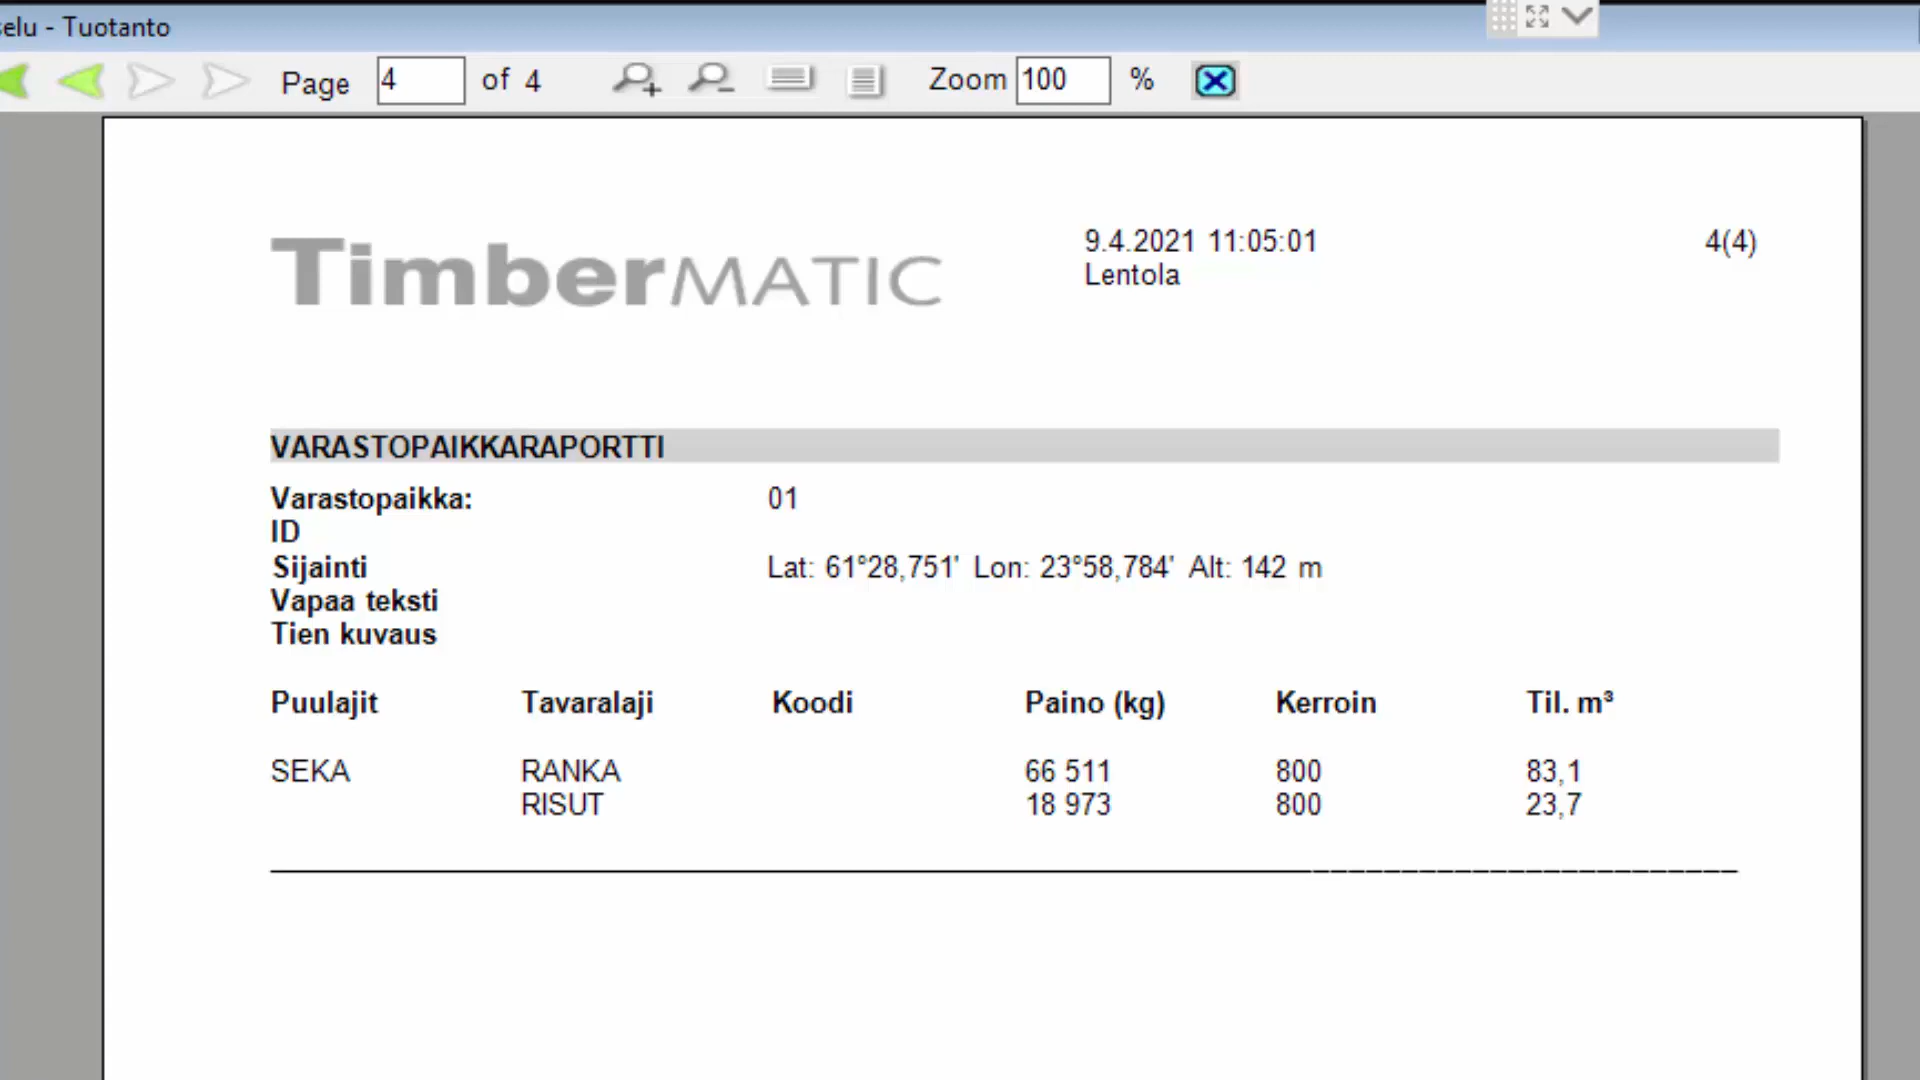 elu - Tuotanto
Page 4 of 4 Zoom 100 %
TimberMATIC
9.4.2021 11:05:01
Lentola
4(4)
VARASTOPAIKKARAPORTTI
Varastopaikka: 01
ID
Sijainti Lat: 61°28,751' Lon: 23°58,784' Alt: 142 m
Vapaa teksti
Tien kuvaus
Puulajit Tavaralaji Koodi Paino (kg) Kerroin Til. m³
SEKA RANKA 66 511 800 83,1
RISUT 18 973 800 23,7